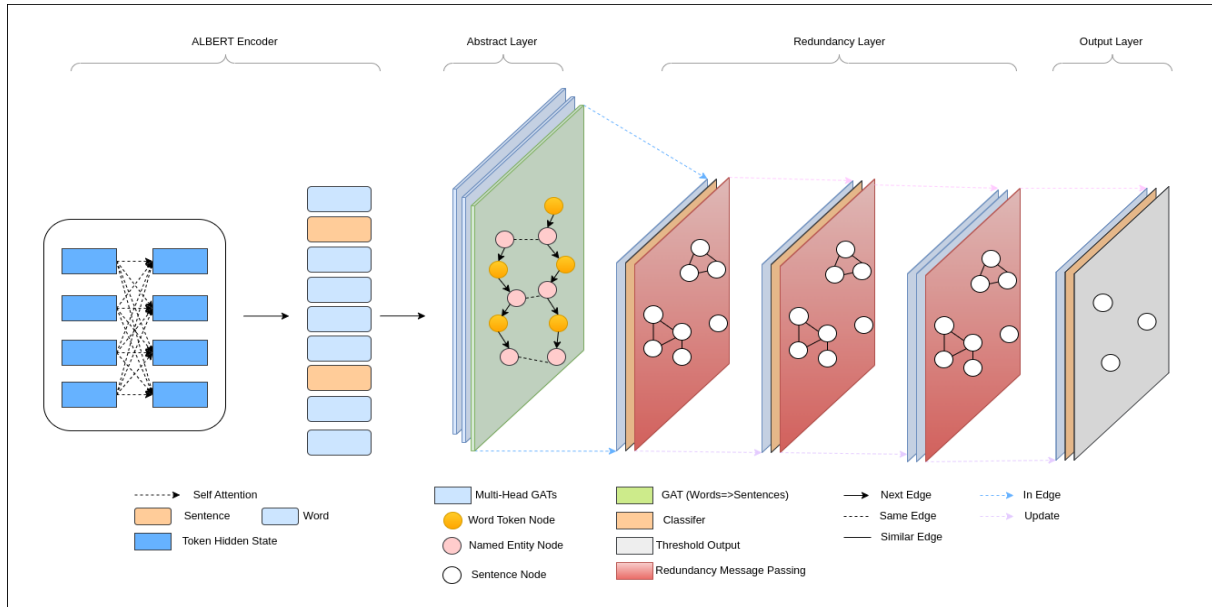 ALBERT Encoder
Abstract Layer
Redundancy Layer
Output Layer
Self Attention
Sentence
Word
Token Hidden State
Multi-Head GATs
Word Token Node
Named Entity Node
Sentence Node
GAT (Words=>Sentences)
Classifer
Threshold Output
Redundancy Message Passing
Next Edge
Same Edge
Similar Edge
In Edge
Update